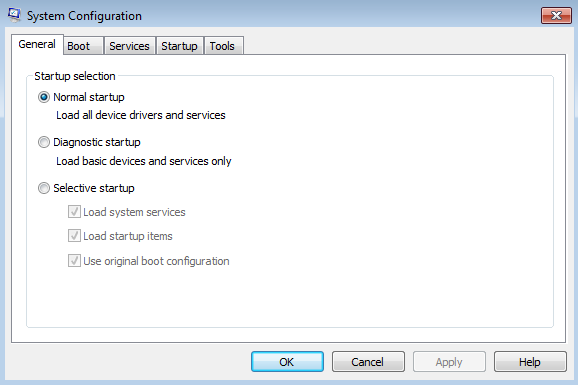 System Configuration
General Boot Services Startup Tools
Startup selection
Normal startup
Load all device drivers and services
Diagnostic startup
Load basic devices and services only
Selective startup
Load system services
Load startup items
Use original boot configuration
OK Cancel Apply Help